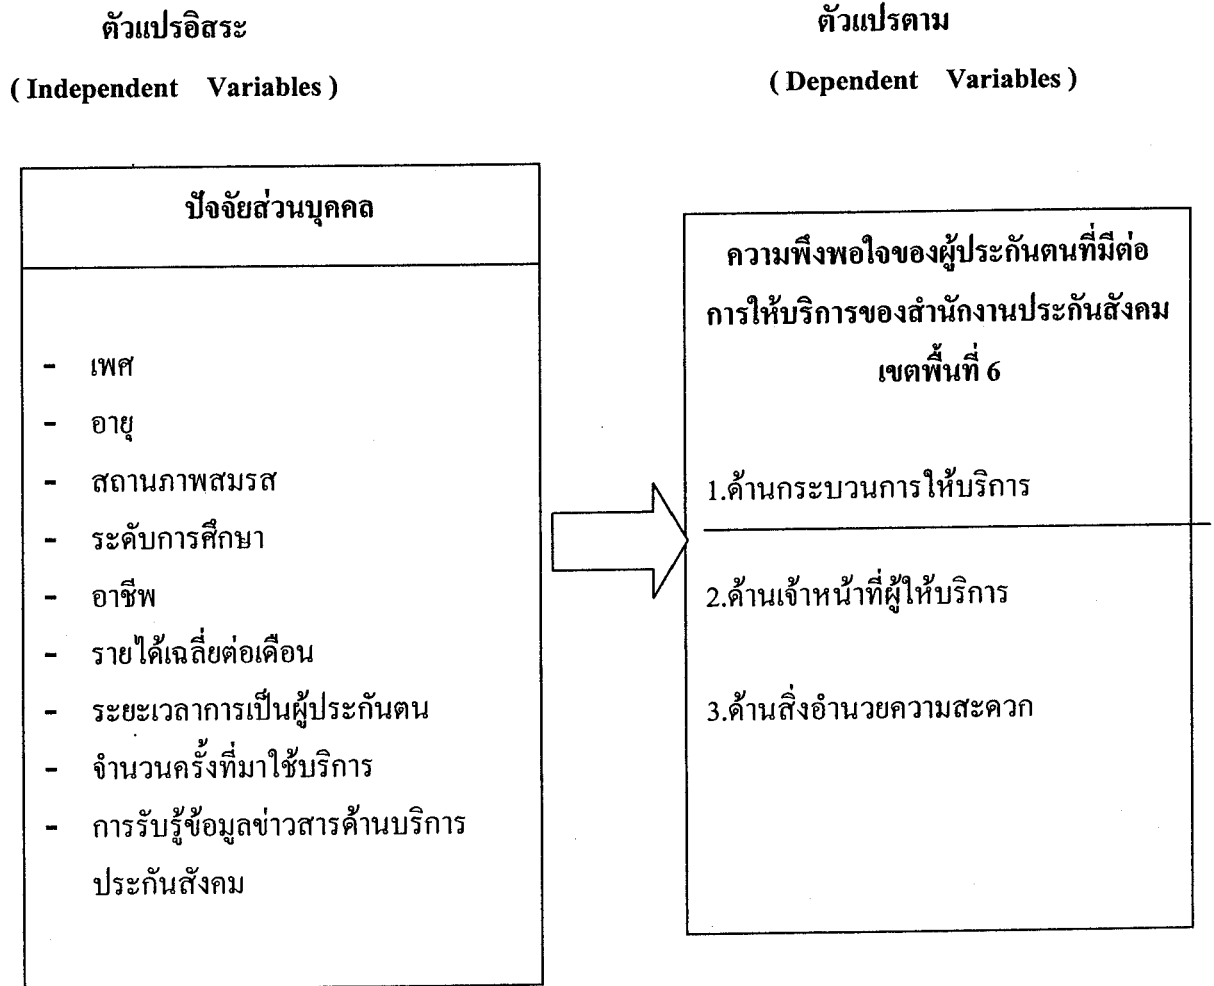 ตัวแปรอิสระ
( Independent Variables )
ตัวแปรตาม
( Dependent Variables )
ปัจจัยส่วนบุคคล
- เพศ
- อายุ
- สถานภาพสมรส
- ระดับการศึกษา
- อาชีพ
- รายได้เฉลี่ยต่อเดือน
- ระยะเวลาการเป็นผู้ประกันตน
- จำนวนครั้งที่มาใช้บริการ
- การรับรู้ข้อมูลข่าวสารด้านบริการ
ประกันสังคม
ความพึงพอใจของผู้ประกันตนที่มีต่อ
การให้บริการของสำนักงานประกันสังคม
เขตพื้นที่ 6
1.ด้านกระบวนการให้บริการ
2.ด้านเจ้าหน้าที่ผู้ให้บริการ
3.ด้านสิ่งอำนวยความสะดวก